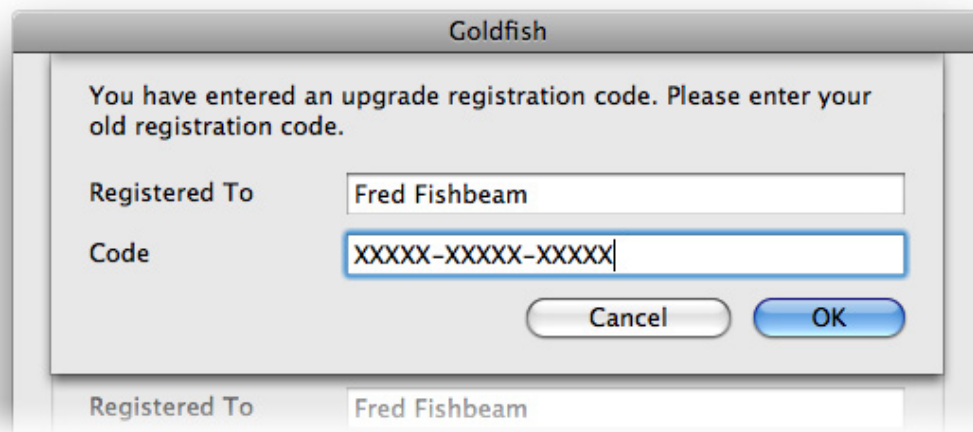 Goldfish
You have entered an upgrade registration code. Please enter your
old registration code.
Registered To
Fred Fishbeam
Code
XXXXX-XXXXX-XXXXX
Cancel
OK
Registered To
Fred Fishbeam